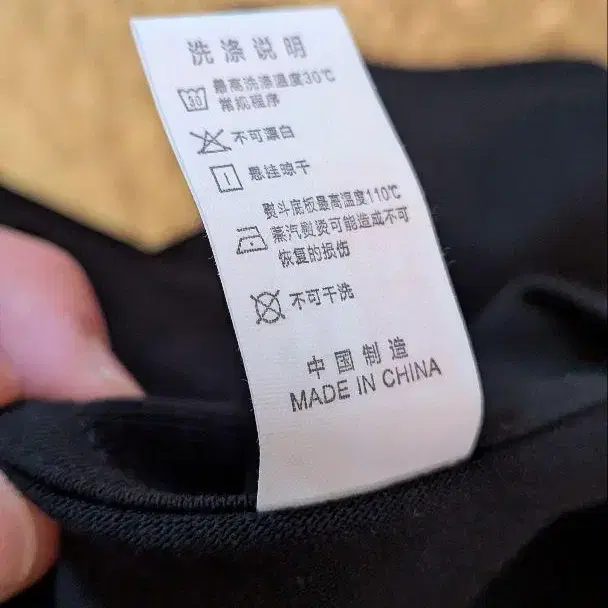 洗涤说明
30
最高洗涤温度30℃
常规程序
不可漂白
悬挂晾干
熨斗底板最高温度110℃
蒸汽熨烫可能造成不可
恢复的损伤
不可干洗
中国制造
MADE IN CHINA